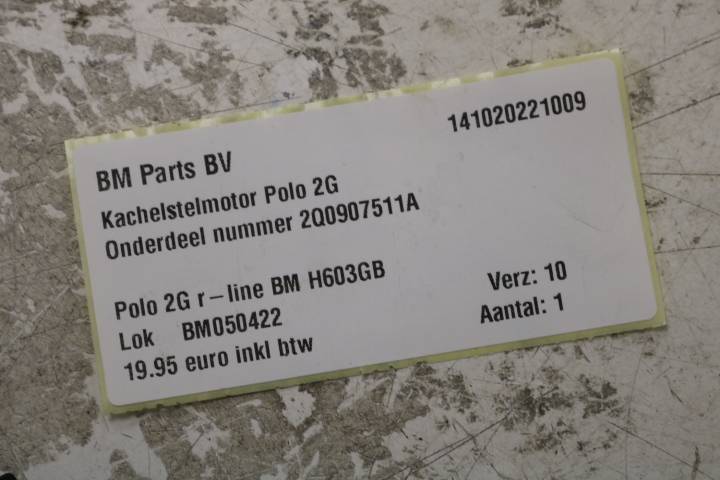 141020221009
BM Parts BV
Kachelstelmotor Polo 2G
Onderdeel nummer 2Q0907511A
Polo 2G r-line BM H603GB
Verz: 10
Lok BM050422
Aantal: 1
19.95 euro inkl btw